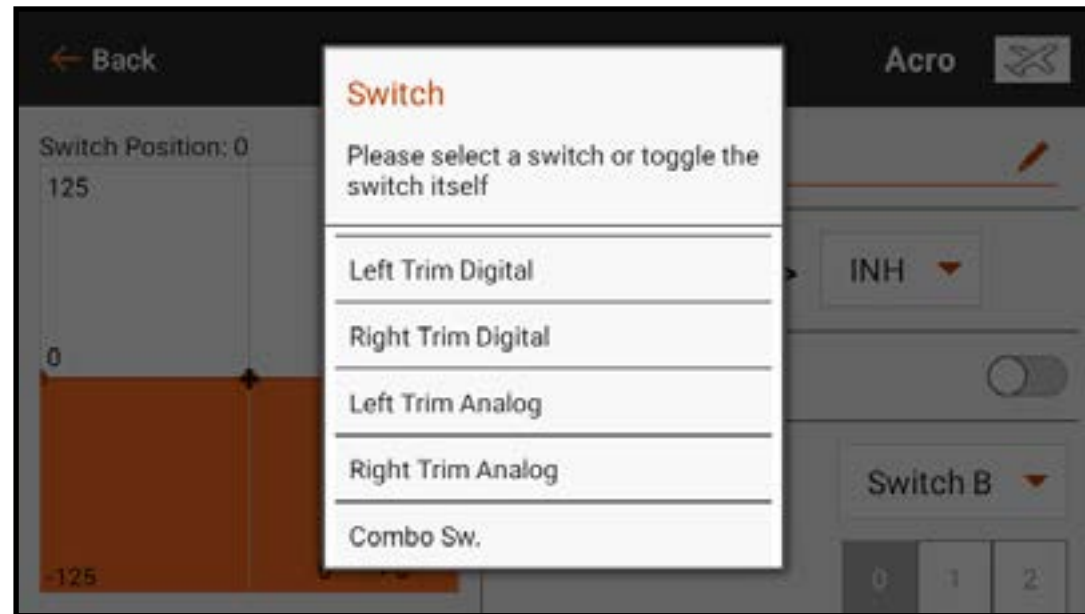 Back
Acro
Switch
Please select a switch or toggle the
switch itself
Left Trim Digital
Right Trim Digital
Left Trim Analog
Right Trim Analog
Combo Sw.
Switch Position: 0
125
0
-125
INH
Switch B
0 1 2